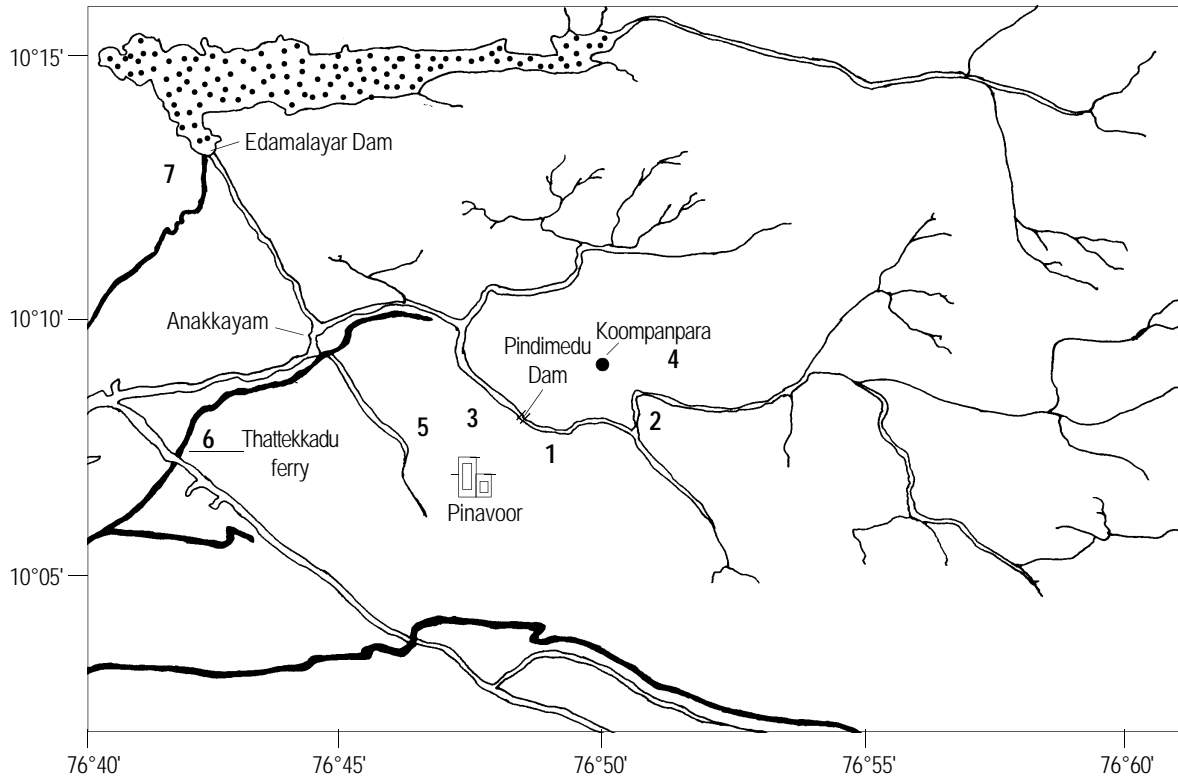 10°15'
Edamalayar Dam
7
10°10'
Anakkayam
Pindimedu
Dam
Koompanpara
4
3
5
2
1
6
Thattekkadu
ferry
Pinavoor
10°05'
76°40'
76°45'
76°50'
76°55'
76°60'